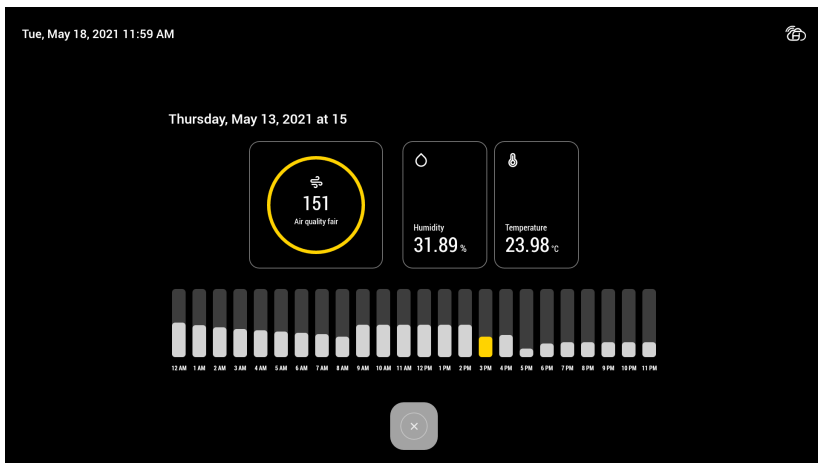 Tue, May 18, 2021 11:59 AM
Thursday, May 13, 2021 at 15
151
Air quality fair
Humidity
31.89 %
Temperature
23.98 °C
12 AM 1 AM 2 AM 3 AM 4 AM 5 AM 6 AM 7 AM 8 AM 9 AM 10 AM 11 AM 12 PM 1 PM 2 PM 3 PM 4 PM 5 PM 6 PM 7 PM 8 PM 9 PM 10 PM 11 PM